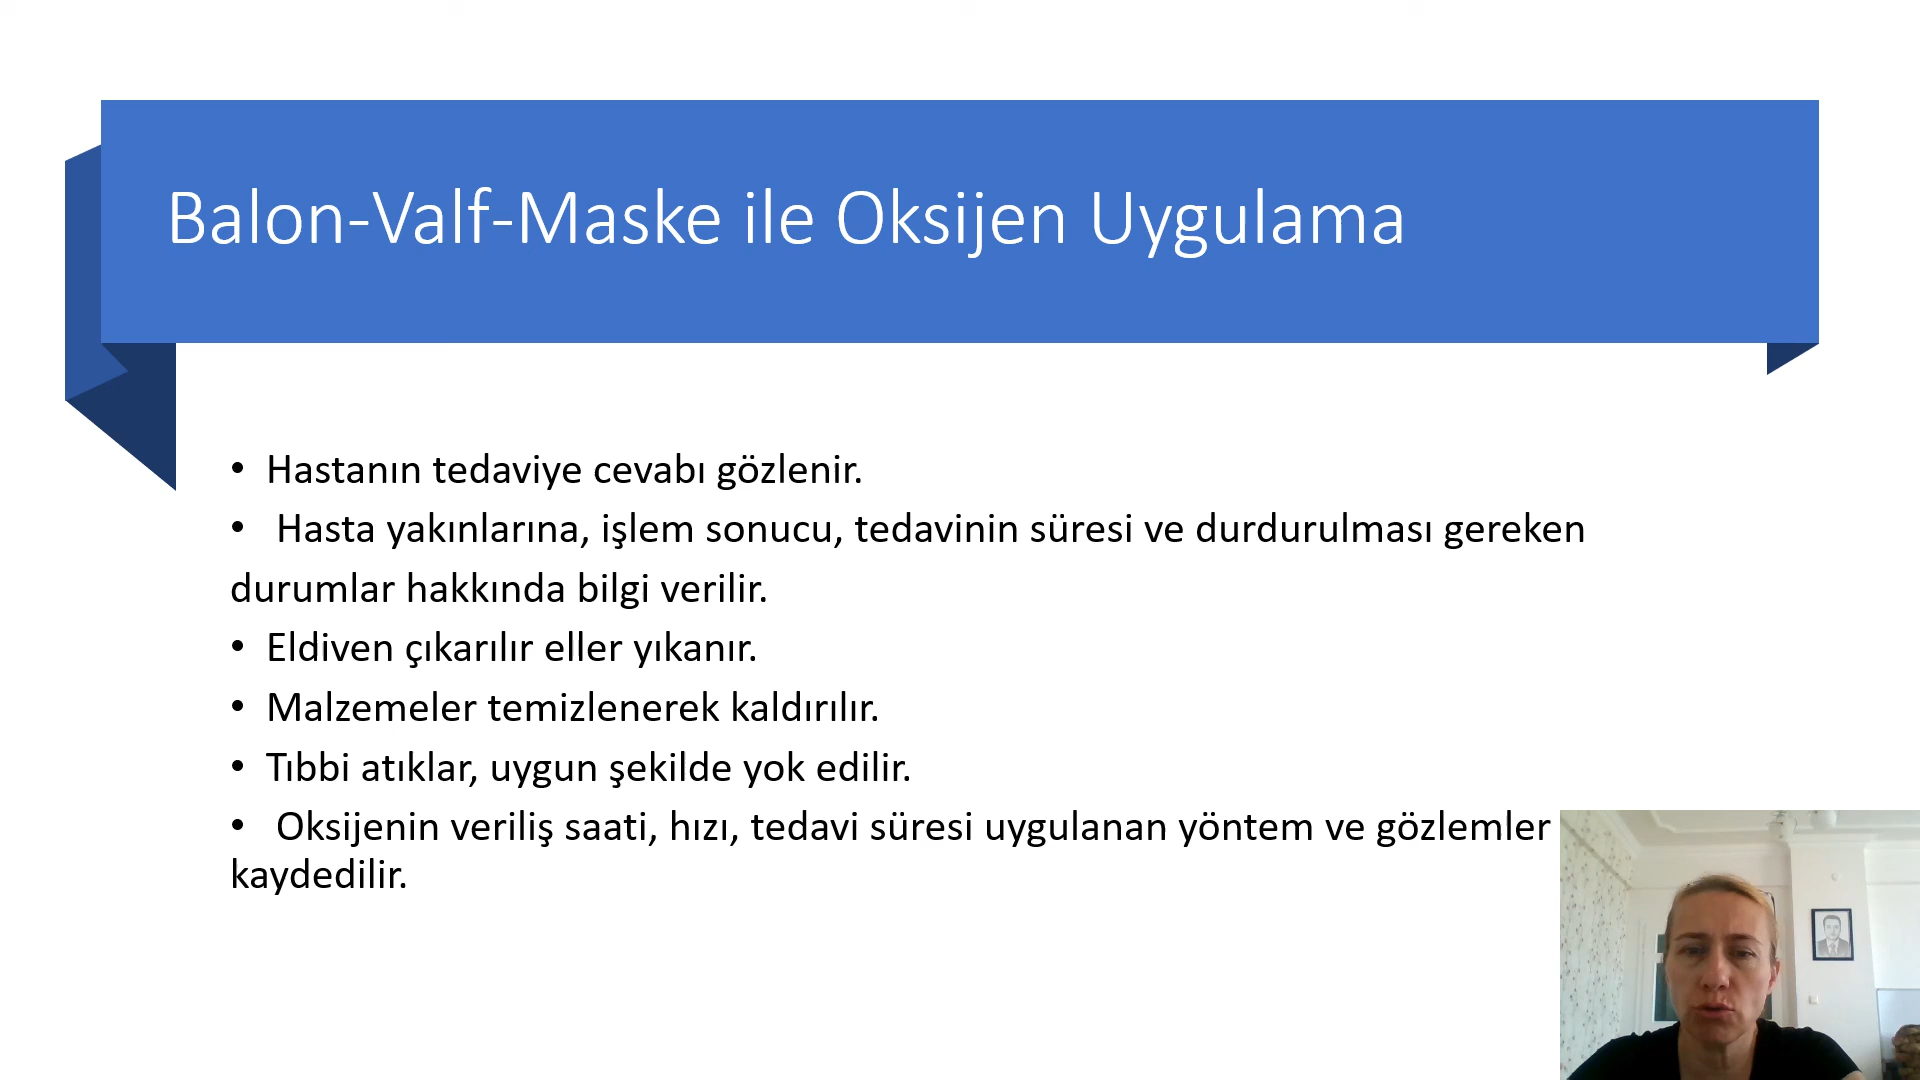 Balon-Valf-Maske ile Oksijen Uygulama
• Hastanın tedaviye cevabı gözlenir.
• Hasta yakınlarına, işlem sonucu, tedavinin süresi ve durdurulması gereken
durumlar hakkında bilgi verilir.
• Eldiven çıkarılır eller yıkanır.
• Malzemeler temizlenerek kaldırılır.
• Tıbbi atıklar, uygun şekilde yok edilir.
• Oksijenin veriliş saati, hızı, tedavi süresi uygulanan yöntem ve gözlemler
kaydedilir.